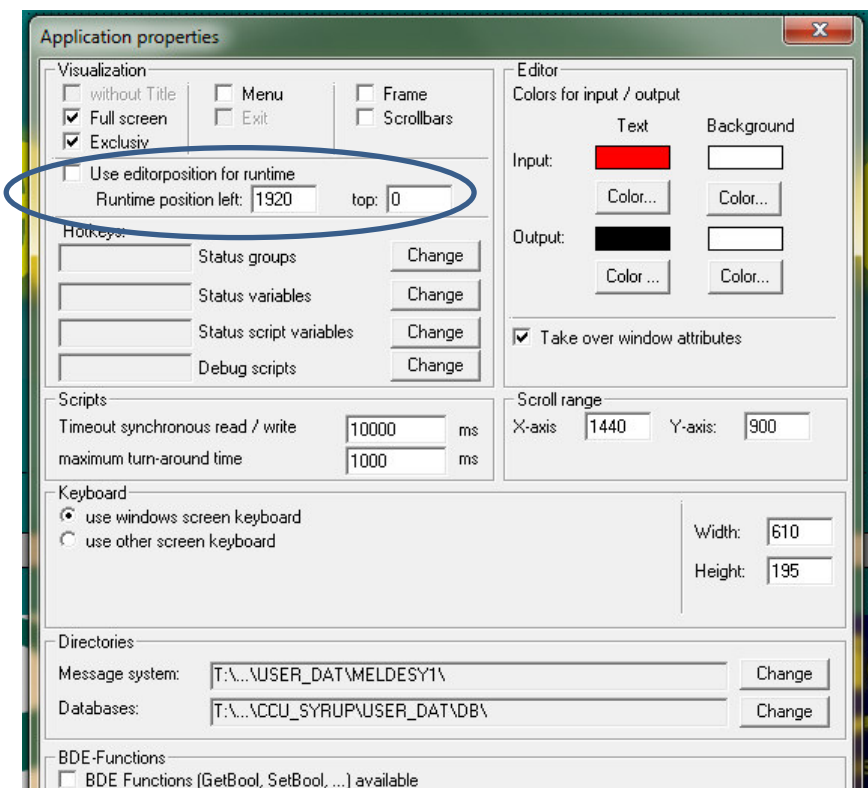 Application properties
Visualization
without Title Menu Frame
Full screen Exit Scrollbars
Exclusiv
Use editorposition for runtime
Runtime position left: 1920 top: 0
Hotkeys:
Status groups Change
Status variables Change
Status script variables Change
Debug scripts Change
Editor
Colors for input / output
Text Background
Input:
Color... Color...
Output:
Color ... Color...
Take over window attributes
Scripts
Timeout synchronous read / write 10000 ms
maximum turn-around time 1000 ms
Scroll range
X-axis 1440 Y-axis: 900
Keyboard
use windows screen keyboard
use other screen keyboard
Width: 610
Height: 195
Directories
Message system: T:\...\USER_DAT\MELDESY1\ Change
Databases: T:\...\CCU_SYRUP\USER_DAT\DB\ Change
BDE-Functions
BDE Functions (GetBool, SetBool, ...) available